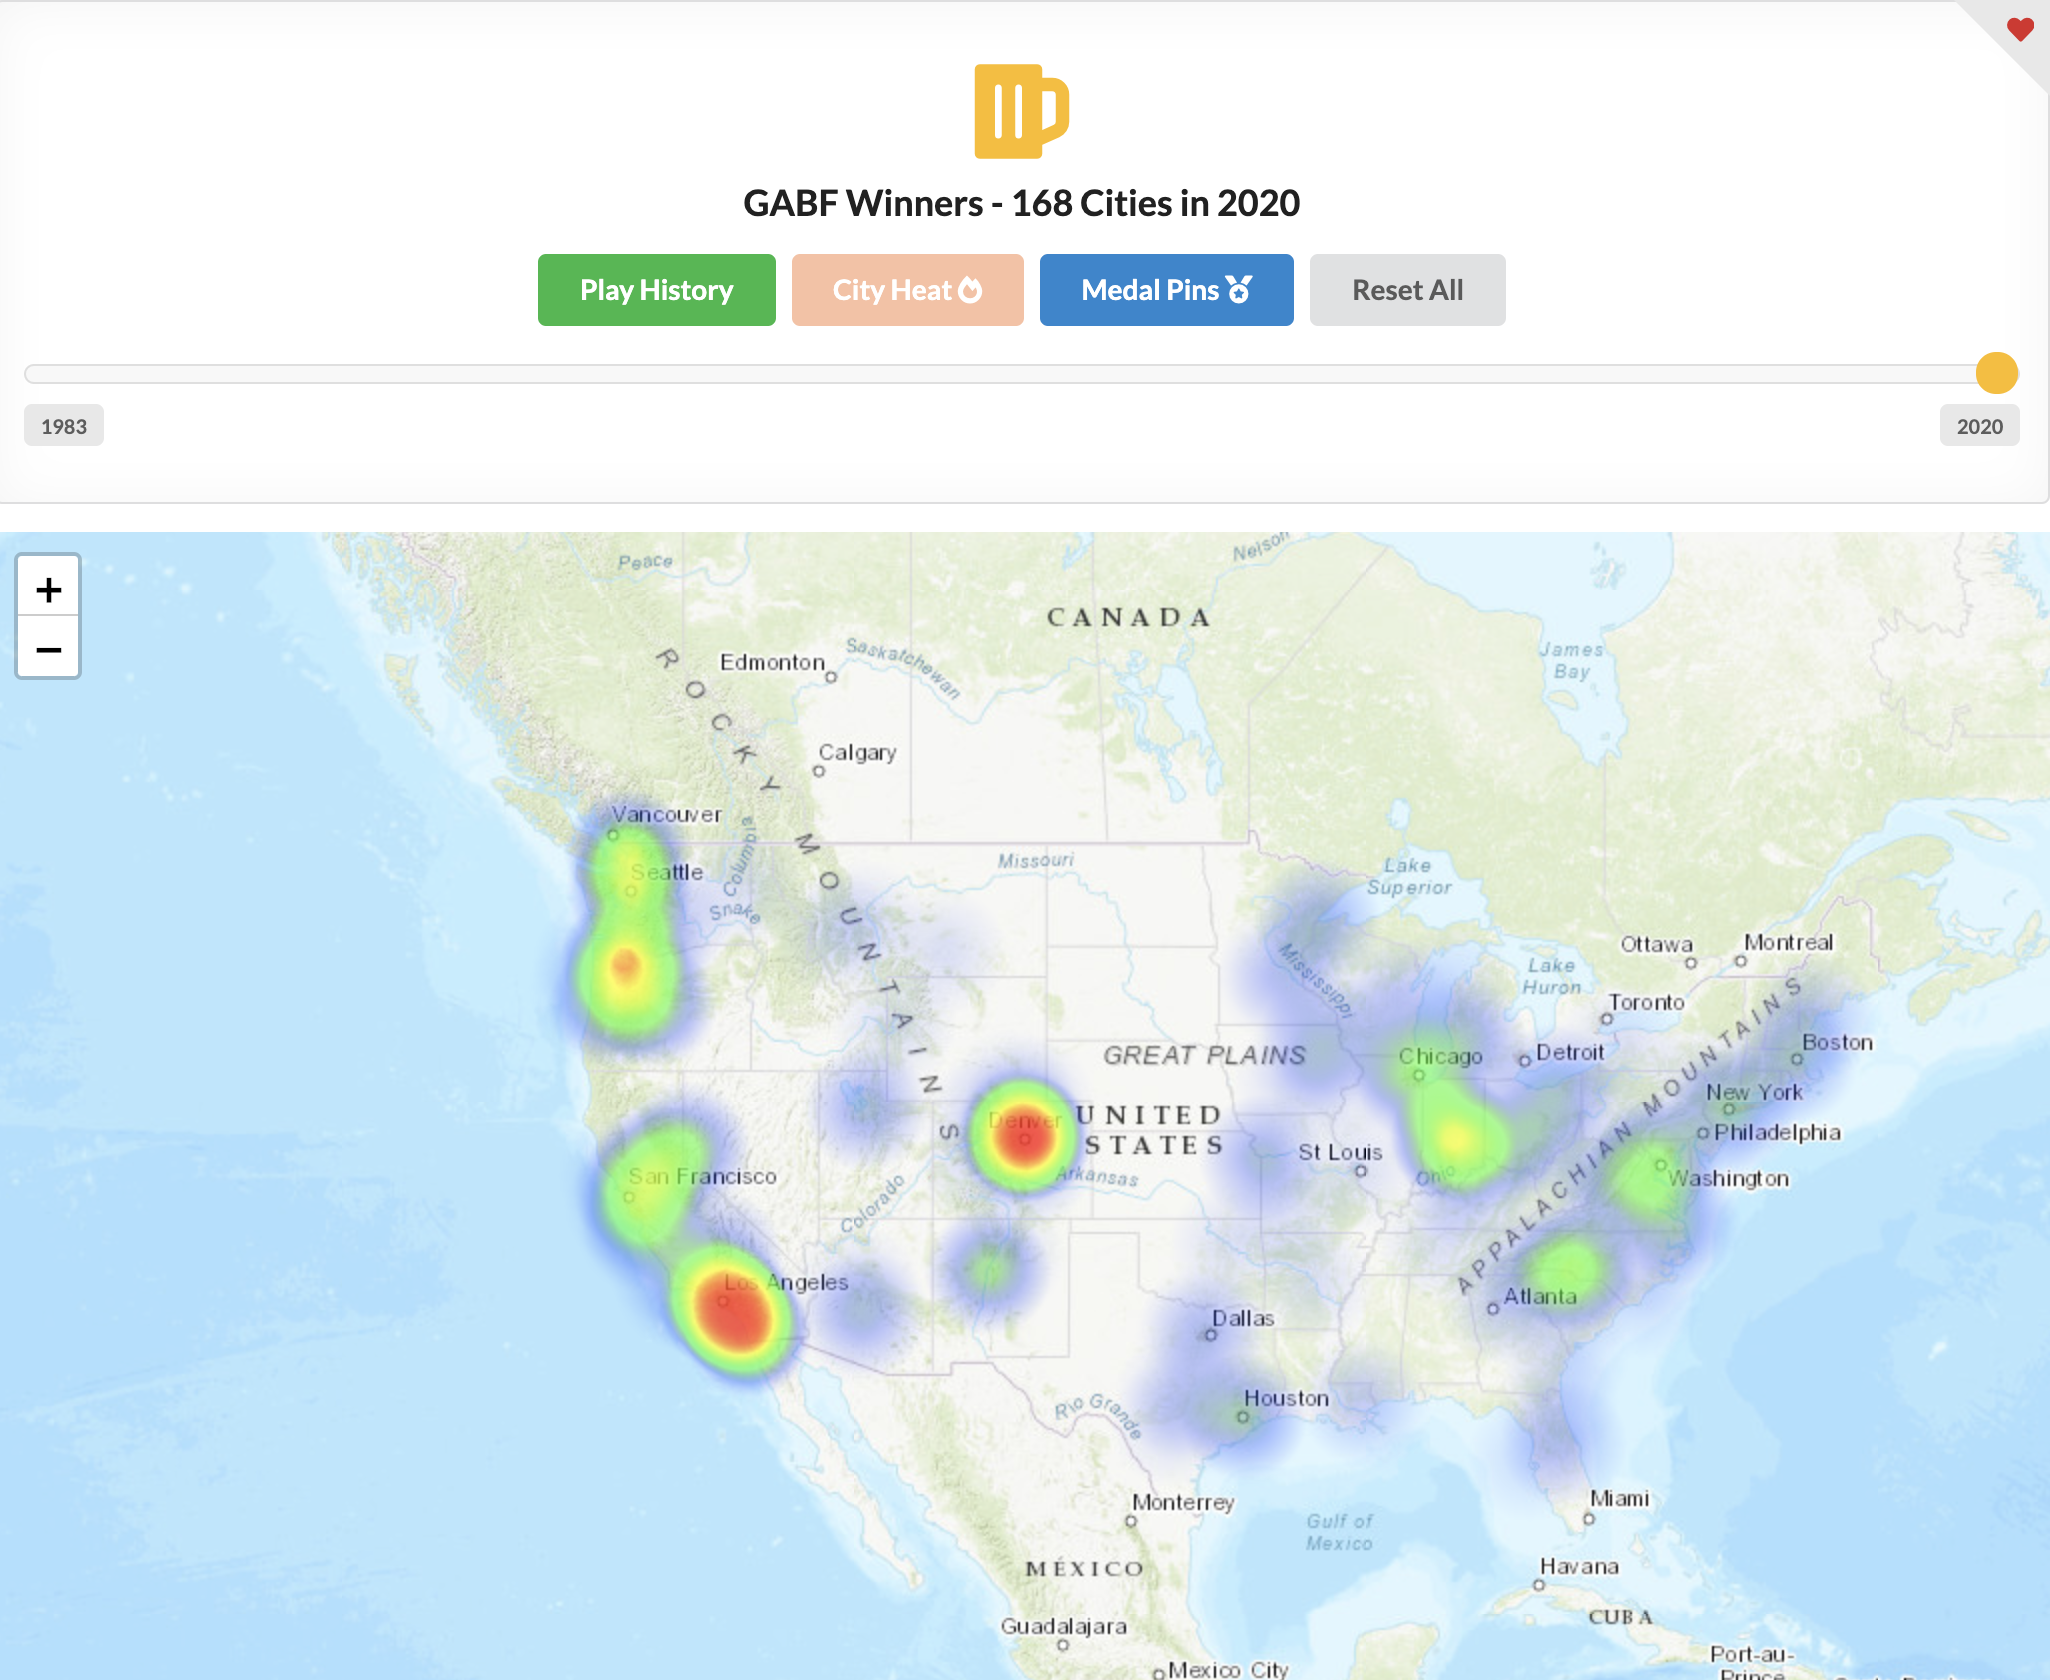 GABF Winners - 168 Cities in 2020
Play History
City Heat
Medal Pins
Reset All
1983
2020
+
−
Peace
Nelson
CANADA
Edmonton
Saskatchewan
James
Bay
ROCKY MOUNTAINS
Calgary
Vancouver
Seattle
Columbia
Snake
Missouri
Lake
Superior
Mississippi
Ottawa
Montreal
Lake
Huron
Toronto
GREAT PLAINS
Chicago
Detroit
Boston
New York
APPALACHIAN MOUNTAINS
Denver
UNITED
STATES
Philadelphia
St Louis
Ohio
Washington
San Francisco
Colorado
Arkansas
Los Angeles
Atlanta
Dallas
Houston
Rio Grande
Monterrey
Miami
Gulf of
Mexico
MÉXICO
Havana
CUBA
Guadalajara
Port-au-
Prince
Mexico City